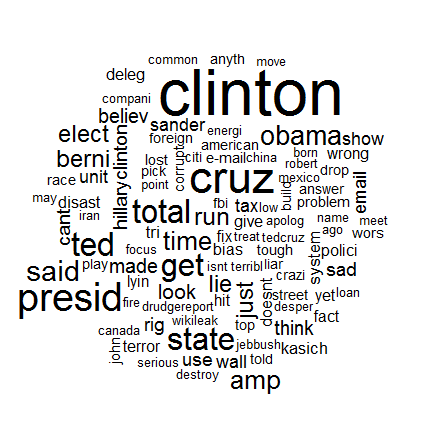 common anyth move
deleg
compani clinton
believ
sander energi obama show
elect foreign american
berni clinton lost corrupt citi e-mail china born wrong
race unit pick cruz robert drop email
point mexico answer
may disast hillary total run fbi tax low build problem
iran cant give apolog name meet
ted tri time fix treat tedcruz ago wors
focus bias system polici
said play made get isnt terribl liar sad
lyin lie crazi
presid fire look hit just doesnt street yet loan
drudgereport desper
canada rig wikileak top fact
state jebbush think
john terror use wall told kasich
serious
destroy amp